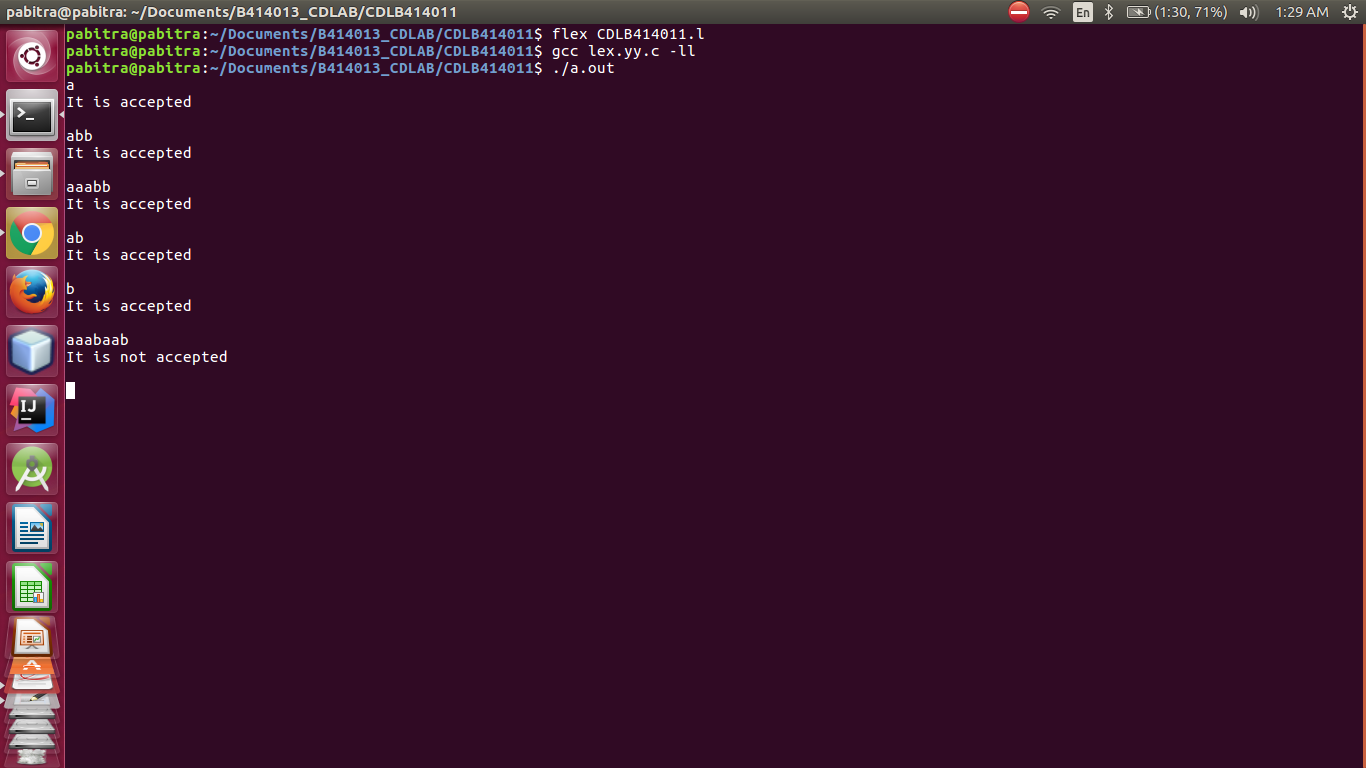 pabitra@pabitra: ~/Documents/B414013_CDLAB/CDLB414011 En (1:30, 71%) 1:29 AM
pabitra@pabitra:~/Documents/B414013_CDLAB/CDLB414011$ flex CDLB414011.l
pabitra@pabitra:~/Documents/B414013_CDLAB/CDLB414011$ gcc lex.yy.c -ll
pabitra@pabitra:~/Documents/B414013_CDLAB/CDLB414011$ ./a.out
a
It is accepted
abb
It is accepted
aaabb
It is accepted
ab
It is accepted
b
It is accepted
aaabaab
It is not accepted
IJ